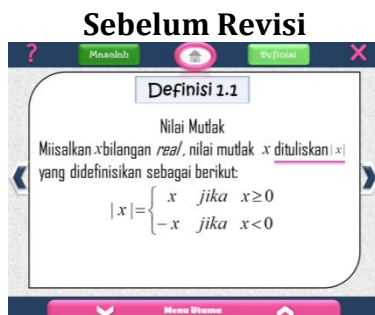 Sebelum Revisi
? Masalah Definisi X
Definisi 1.1
Nilai Mutlak
Miisalkan x bilangan real, nilai mutlak x dituliskan |x|
yang didefinisikan sebagai berikut:
|x| = { x jika x ≥ 0
-x jika x < 0
Menu Utama